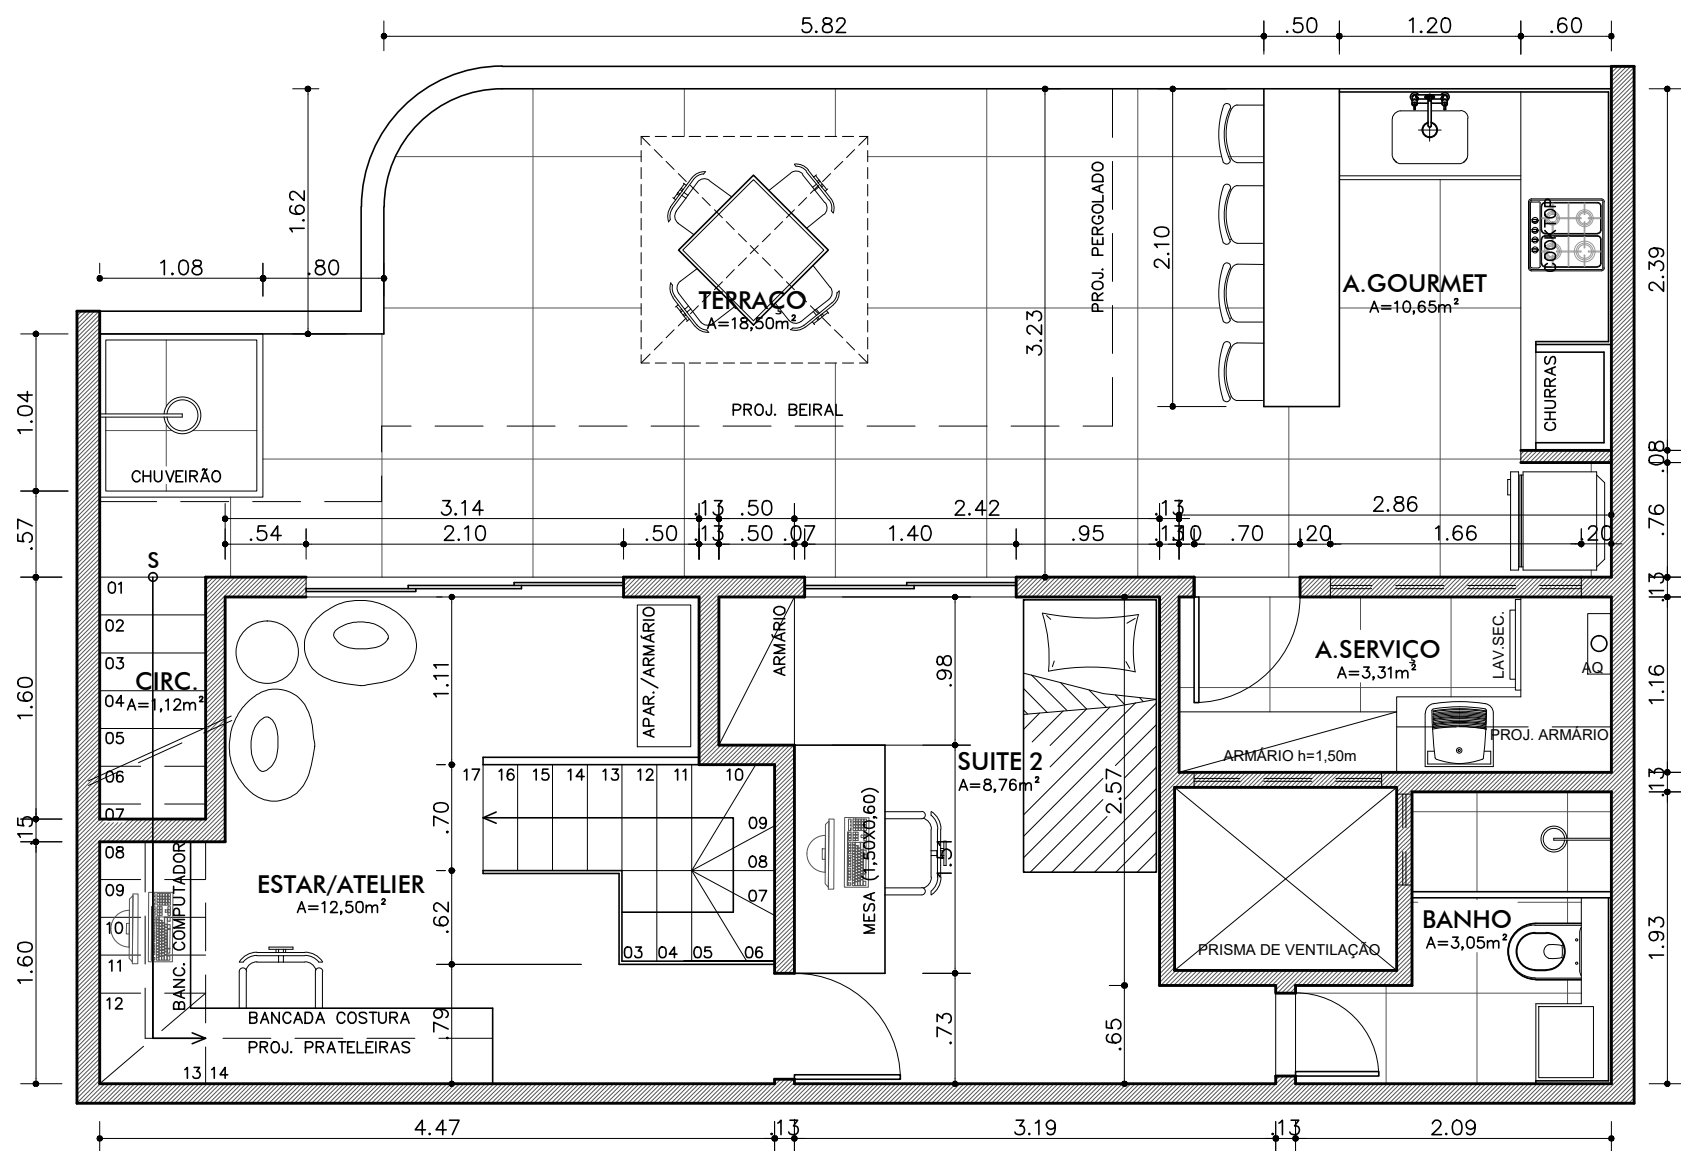 5.82
.50
1.20
.60
1.62
1.08
.80
2.10
PROJ. PERGOLADO
COOKTOP
2.39
TERRAÇO
A=18,50m²
A.GOURMET
A=10,65m²
3.23
1.04
PROJ. BEIRAL
CHURRAS
CHUVEIRÃO
.08
3.14
.13
.50
2.42
.13
2.86
.57
.54
2.10
.50
.13
.50
.07
1.40
.95
.13
.10
.70
.20
1.66
.20
.76
S
01
.13
02
03
04
05
06
07
CIRC.
A=1,12m²
1.60
1.11
APAR./ARMÁRIO
ARMÁRIO
.98
A.SERVIÇO
A=3,31m²
LAV.SEC.
AQ
1.16
PROJ. ARMÁRIO
ARMÁRIO h=1,50m
SUITE 2
A=8,76m²
17
16
15
14
13
12
11
10
.13
2.57
.15
.70
09
08
07
MESA (1,50X0,60)
1.51
08
09
10
11
12
BANC. COMPUTADOR
ESTAR/ATELIER
A=12,50m²
.62
03
04
05
06
BANHO
A=3,05m²
PRISMA DE VENTILAÇÃO
1.93
1.60
BANCADA COSTURA
PROJ. PRATELEIRAS
.79
.73
.65
13
14
4.47
.13
3.19
.13
2.09